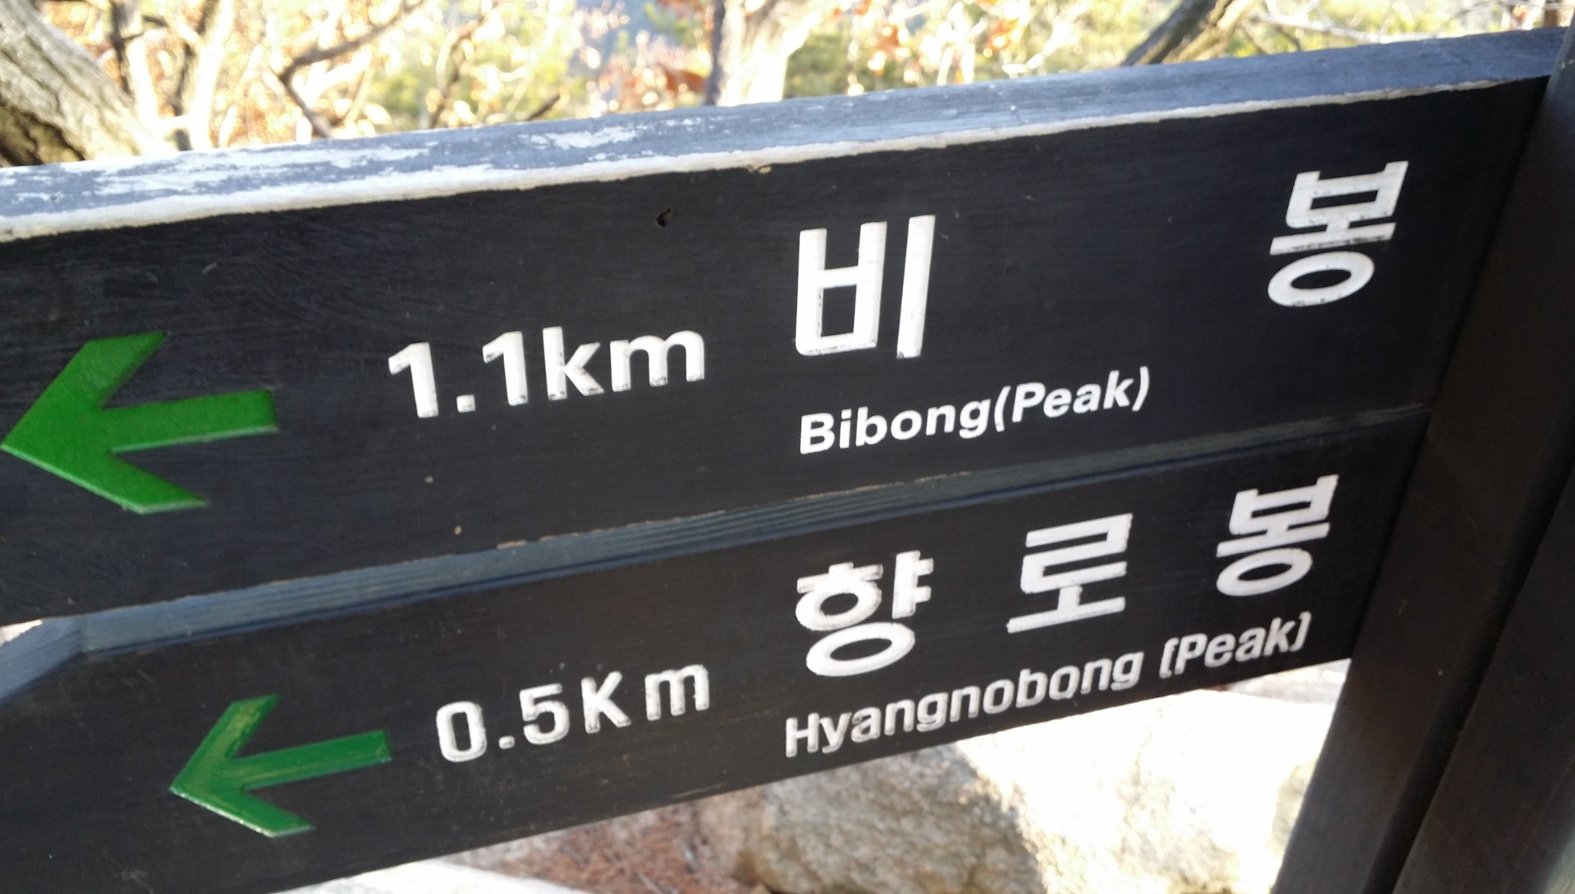 1.1km 비 봉
Bibong(Peak)
0.5Km 향 로 봉
Hyangnobong (Peak)